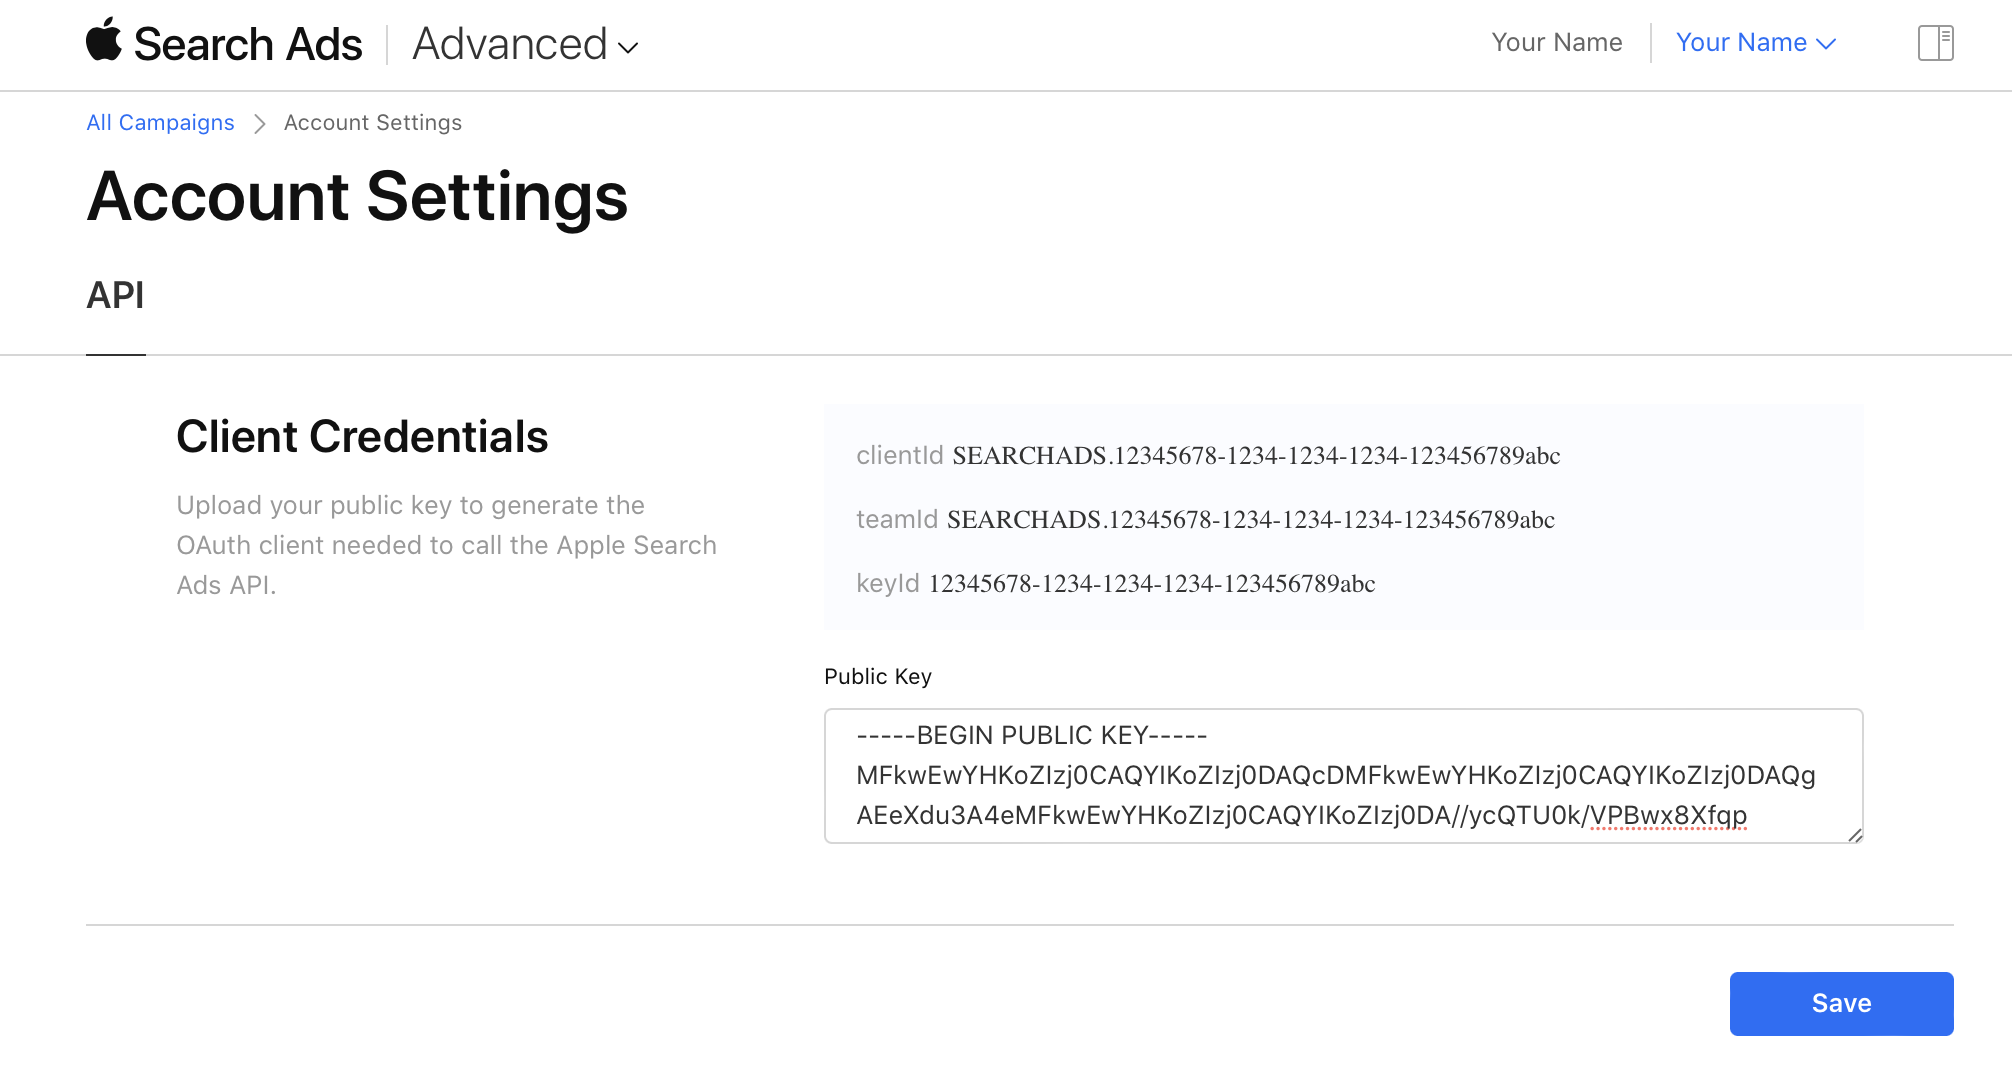 Search Ads Advanced
Your Name Your Name
All Campaigns Account Settings
Account Settings
API
Client Credentials
Upload your public key to generate the
OAuth client needed to call the Apple Search
Ads API.
clientId SEARCHADS.12345678-1234-1234-1234-123456789abc
teamId SEARCHADS.12345678-1234-1234-1234-123456789abc
keyId 12345678-1234-1234-1234-123456789abc
Public Key
-----BEGIN PUBLIC KEY-----
MFkwEwYHKoZIzj0CAQYIKoZIzj0DAQcDMFkwEwYHKoZIzj0CAQYIKoZIzj0DAQg
AEeXdu3A4eMFkwEwYHKoZIzj0CAQYIKoZIzj0DA//ycQTU0k/VPBwx8Xfqp
Save